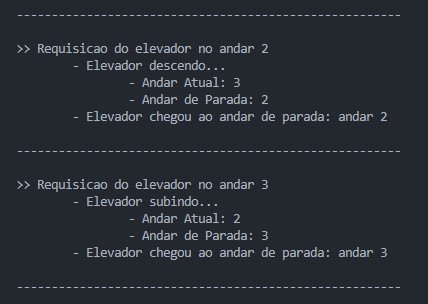 -------------------------------------------------------
>> Requisicao do elevador no andar 2
- Elevador descendo...
- Andar Atual: 3
- Andar de Parada: 2
- Elevador chegou ao andar de parada: andar 2
-------------------------------------------------------
>> Requisicao do elevador no andar 3
- Elevador subindo...
- Andar Atual: 2
- Andar de Parada: 3
- Elevador chegou ao andar de parada: andar 3
-------------------------------------------------------